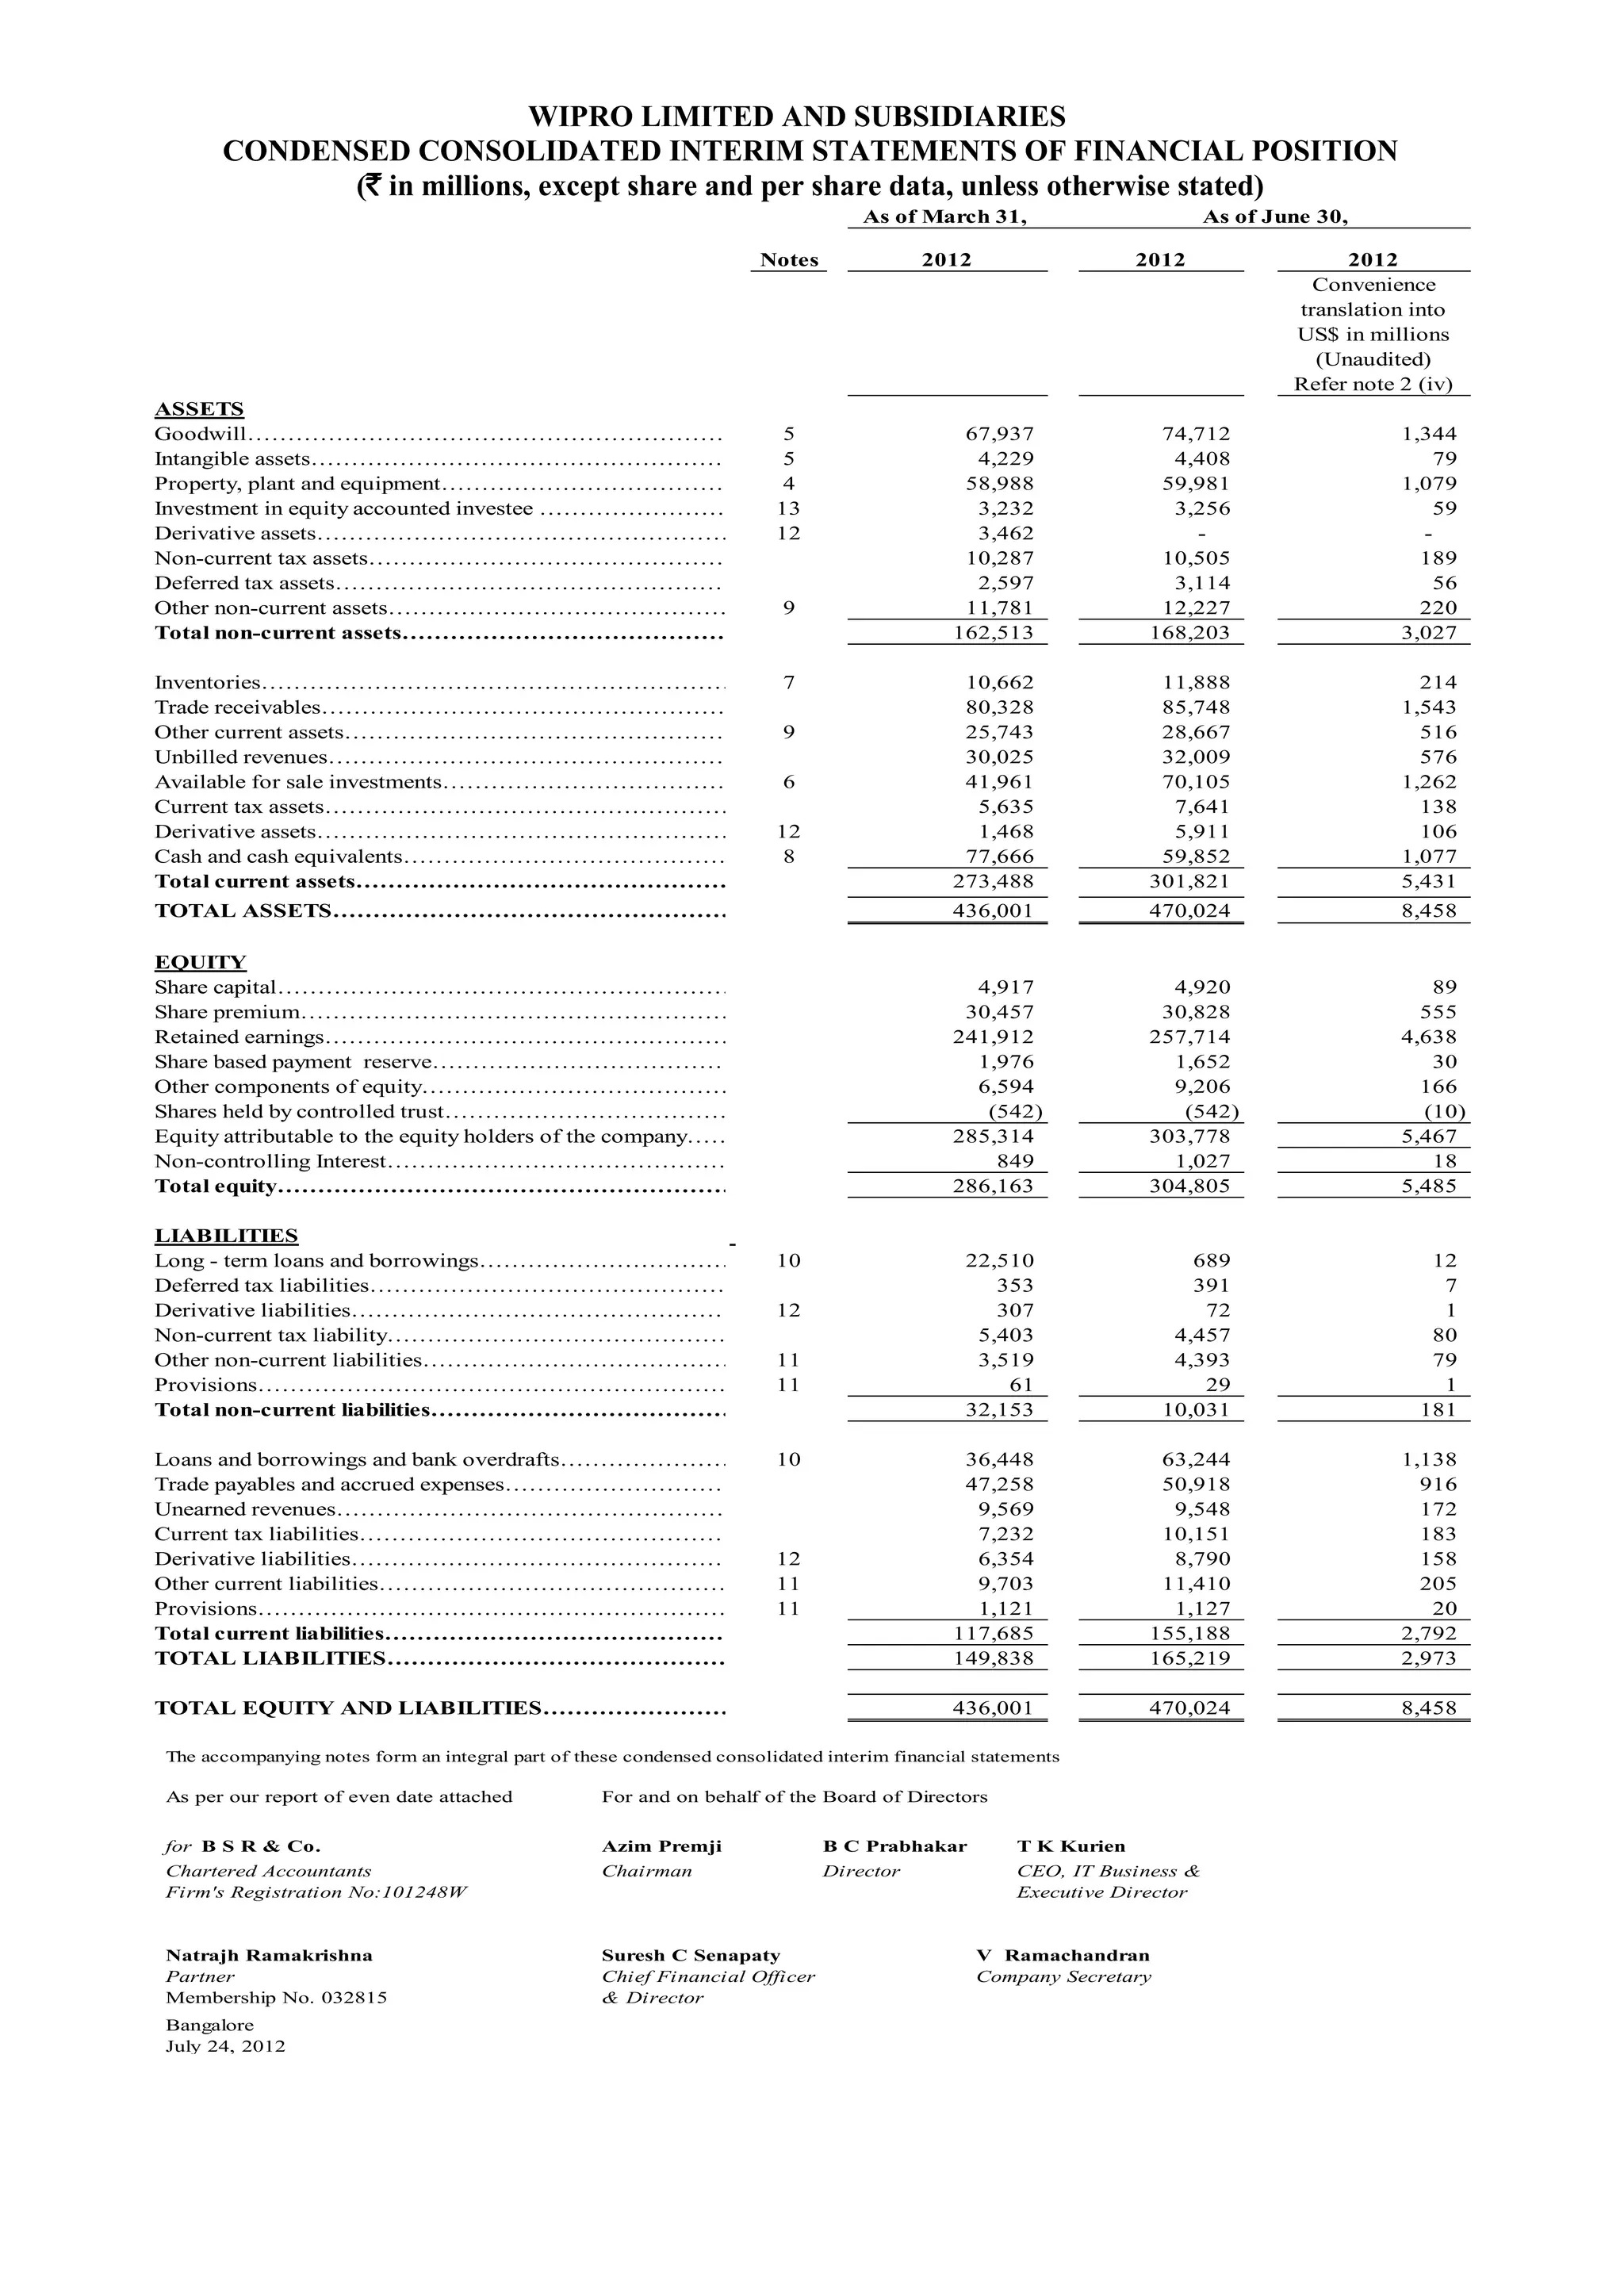 WIPRO LIMITED AND SUBSIDIARIES
CONDENSED CONSOLIDATED INTERIM STATEMENTS OF FINANCIAL POSITION
(₹ in millions, except share and per share data, unless otherwise stated)
As of March 31, As of June 30,
Notes 2012 2012 2012
Convenience
translation into
US$ in millions
(Unaudited)
Refer note 2 (iv)
ASSETS
Goodwill 5 67,937 74,712 1,344
Intangible assets 5 4,229 4,408 79
Property, plant and equipment 4 58,988 59,981 1,079
Investment in equity accounted investee 13 3,232 3,256 59
Derivative assets 12 3,462 - -
Non-current tax assets 10,287 10,505 189
Deferred tax assets 2,597 3,114 56
Other non-current assets 9 11,781 12,227 220
Total non-current assets 162,513 168,203 3,027
Inventories 7 10,662 11,888 214
Trade receivables 80,328 85,748 1,543
Other current assets 9 25,743 28,667 516
Unbilled revenues 30,025 32,009 576
Available for sale investments 6 41,961 70,105 1,262
Current tax assets 5,635 7,641 138
Derivative assets 12 1,468 5,911 106
Cash and cash equivalents 8 77,666 59,852 1,077
Total current assets 273,488 301,821 5,431
TOTAL ASSETS 436,001 470,024 8,458
EQUITY
Share capital 4,917 4,920 89
Share premium 30,457 30,828 555
Retained earnings 241,912 257,714 4,638
Share based payment reserve 1,976 1,652 30
Other components of equity 6,594 9,206 166
Shares held by controlled trust (542) (542) (10)
Equity attributable to the equity holders of the company 285,314 303,778 5,467
Non-controlling Interest 849 1,027 18
Total equity 286,163 304,805 5,485
LIABILITIES -
Long - term loans and borrowings 10 22,510 689 12
Deferred tax liabilities 353 391 7
Derivative liabilities 12 307 72 1
Non-current tax liability 5,403 4,457 80
Other non-current liabilities 11 3,519 4,393 79
Provisions 11 61 29 1
Total non-current liabilities 32,153 10,031 181
Loans and borrowings and bank overdrafts 10 36,448 63,244 1,138
Trade payables and accrued expenses 47,258 50,918 916
Unearned revenues 9,569 9,548 172
Current tax liabilities 7,232 10,151 183
Derivative liabilities 12 6,354 8,790 158
Other current liabilities 11 9,703 11,410 205
Provisions 11 1,121 1,127 20
Total current liabilities 117,685 155,188 2,792
TOTAL LIABILITIES 149,838 165,219 2,973
TOTAL EQUITY AND LIABILITIES 436,001 470,024 8,458
The accompanying notes form an integral part of these condensed consolidated interim financial statements
As per our report of even date attached For and on behalf of the Board of Directors
for B S R & Co. Azim Premji B C Prabhakar T K Kurien
Chartered Accountants Chairman Director CEO, IT Business &
Firm's Registration No:101248W Executive Director
Natrajh Ramakrishna Suresh C Senapaty V Ramachandran
Partner Chief Financial Officer Company Secretary
Membership No. 032815 & Director
Bangalore
July 24, 2012